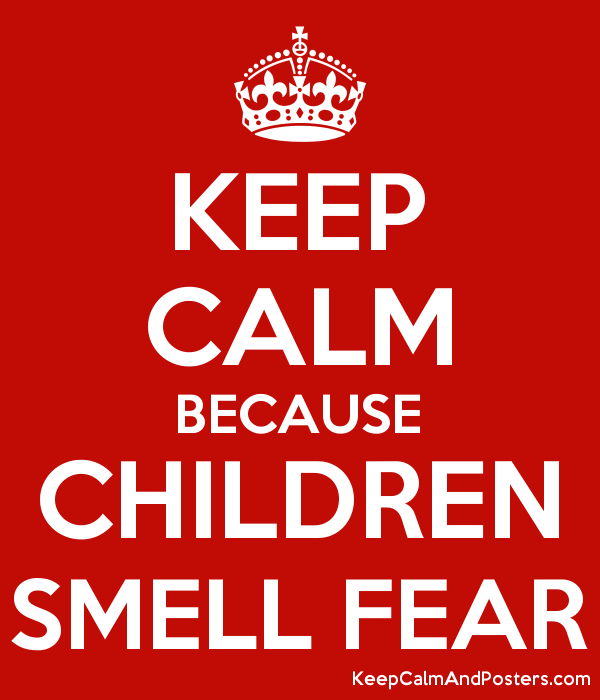 KEEP
CALM
BECAUSE
CHILDREN
SMELL FEAR
KeepCalmAndPosters.com